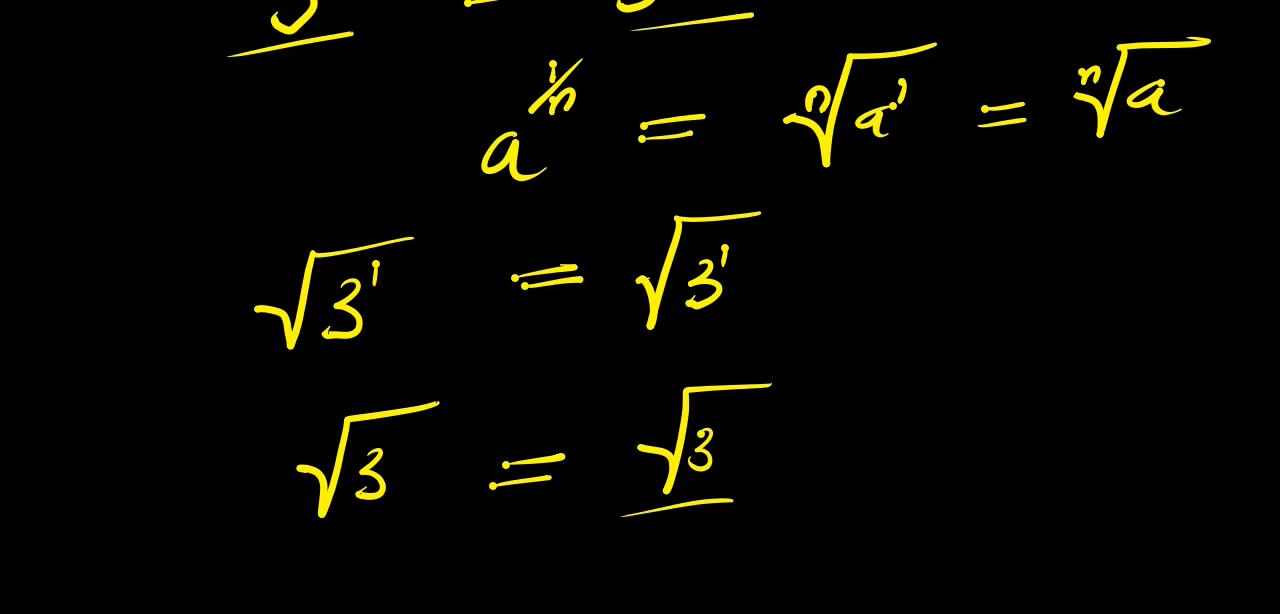 a^(1/n) = ⁿ√a¹ = ⁿ√a
√3¹ = √3¹
√3 = √3